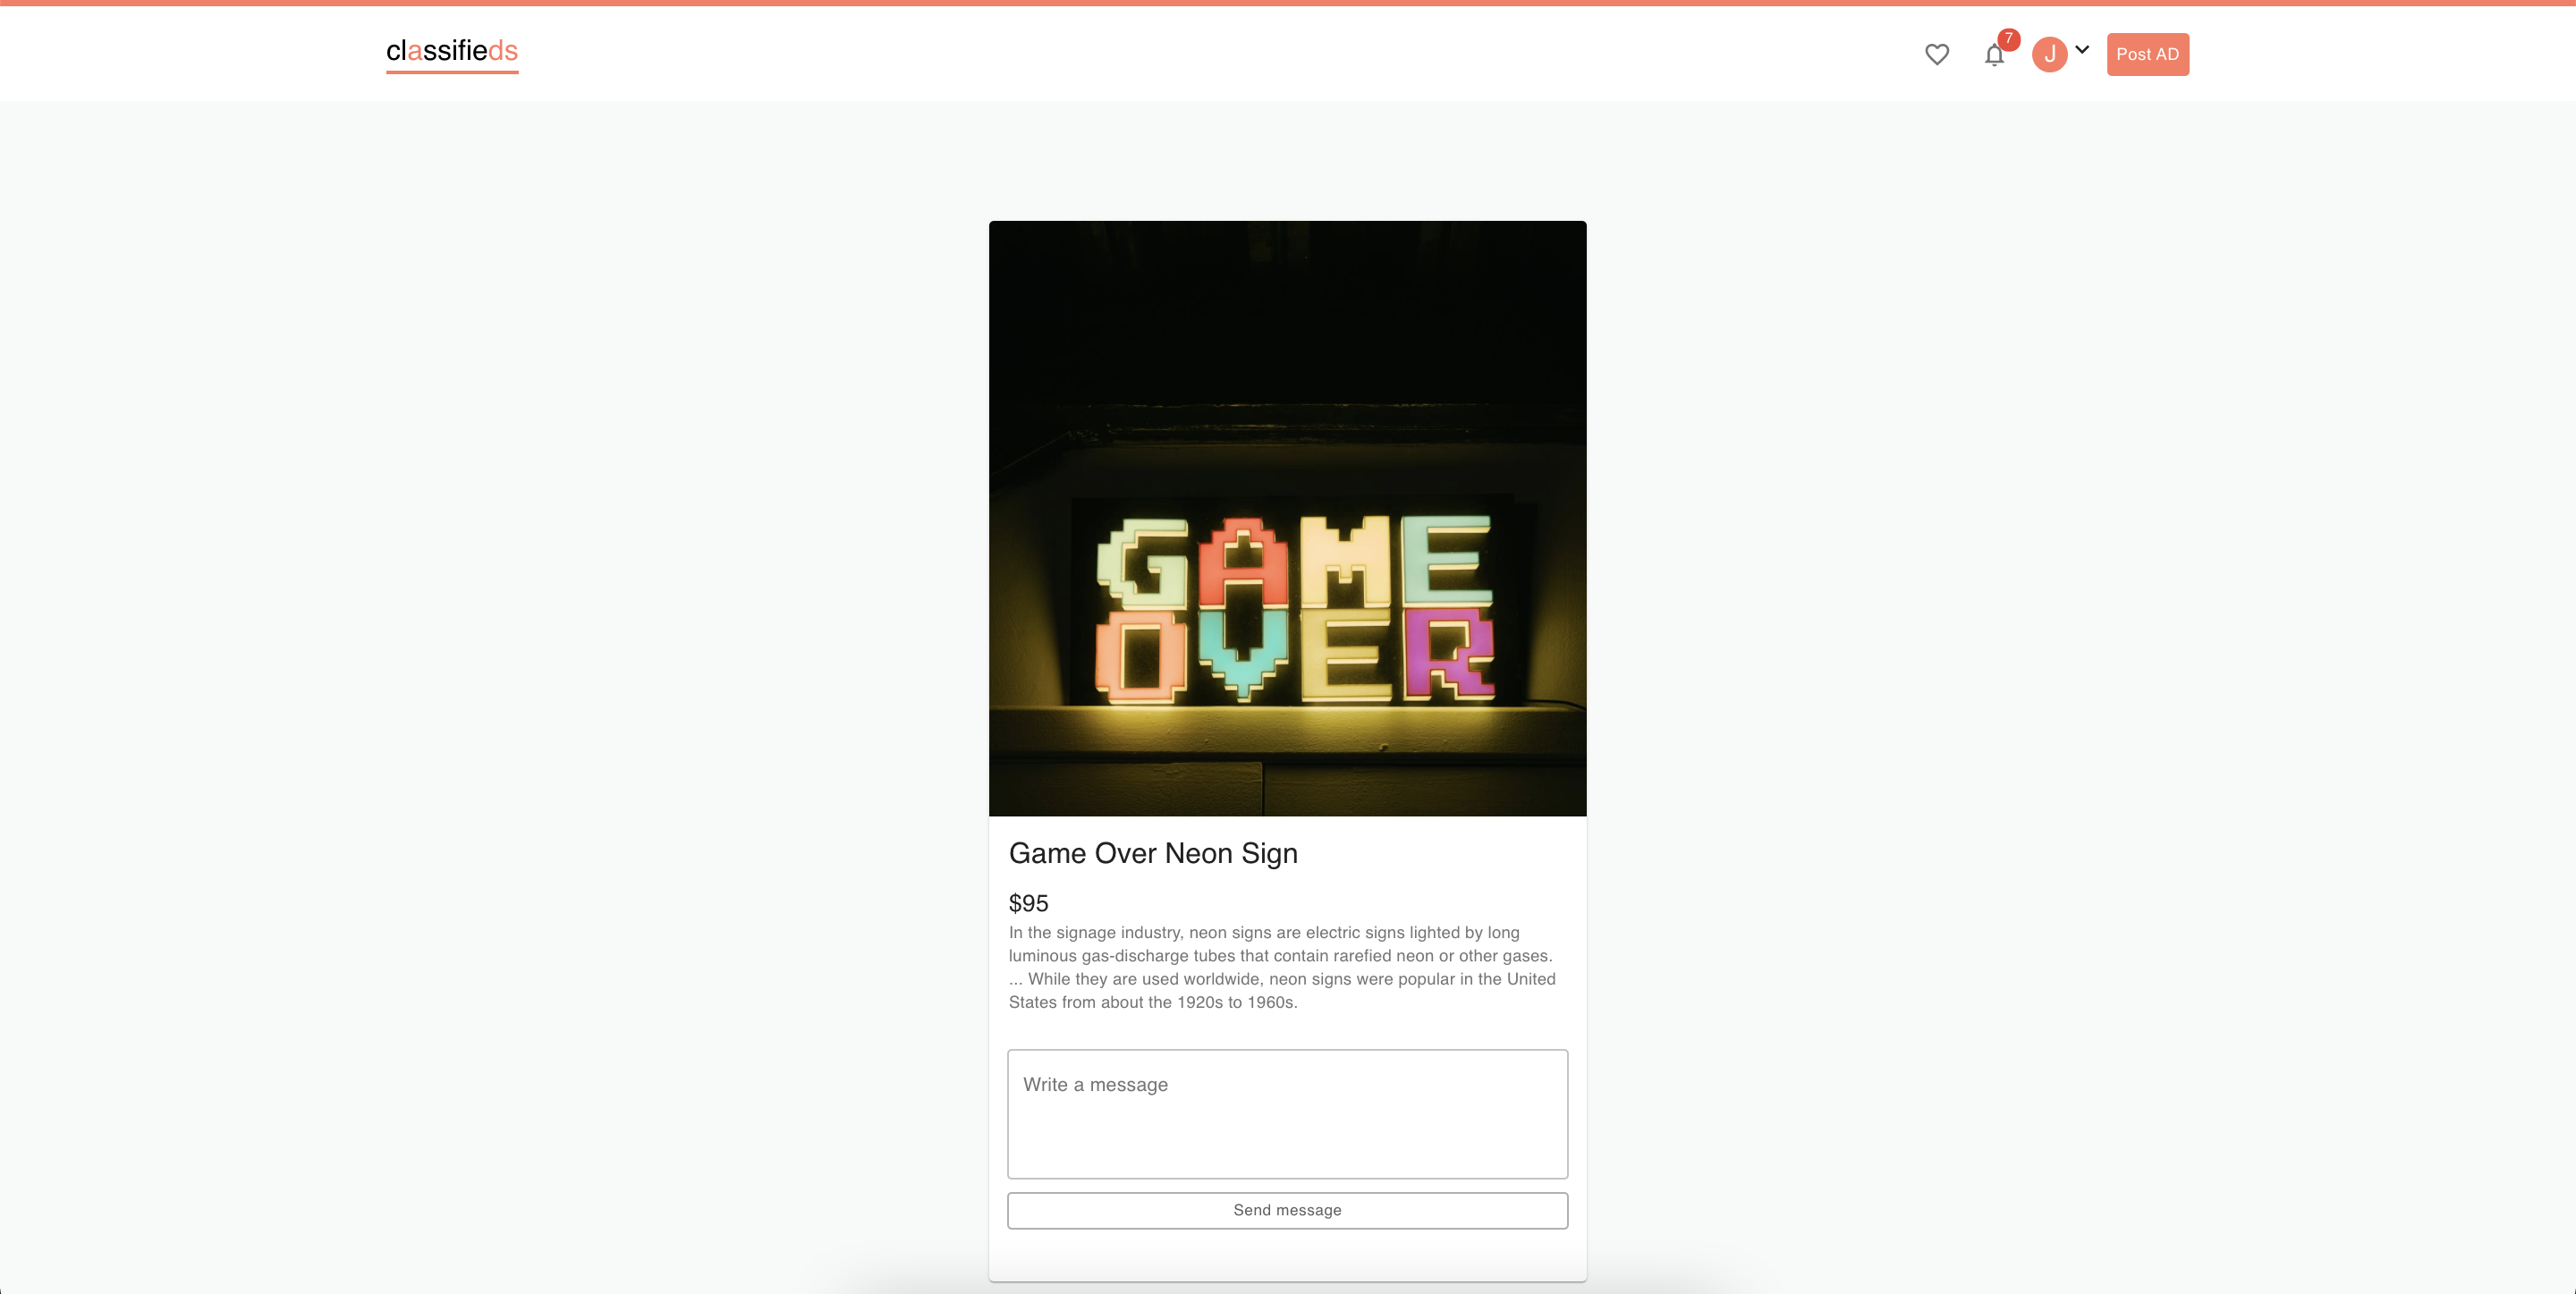 classifieds
7
J
Post AD
GAME
OVER
Game Over Neon Sign
$95
In the signage industry, neon signs are electric signs lighted by long
luminous gas-discharge tubes that contain rarefied neon or other gases.
... While they are used worldwide, neon signs were popular in the United
States from about the 1920s to 1960s.
Write a message
Send message